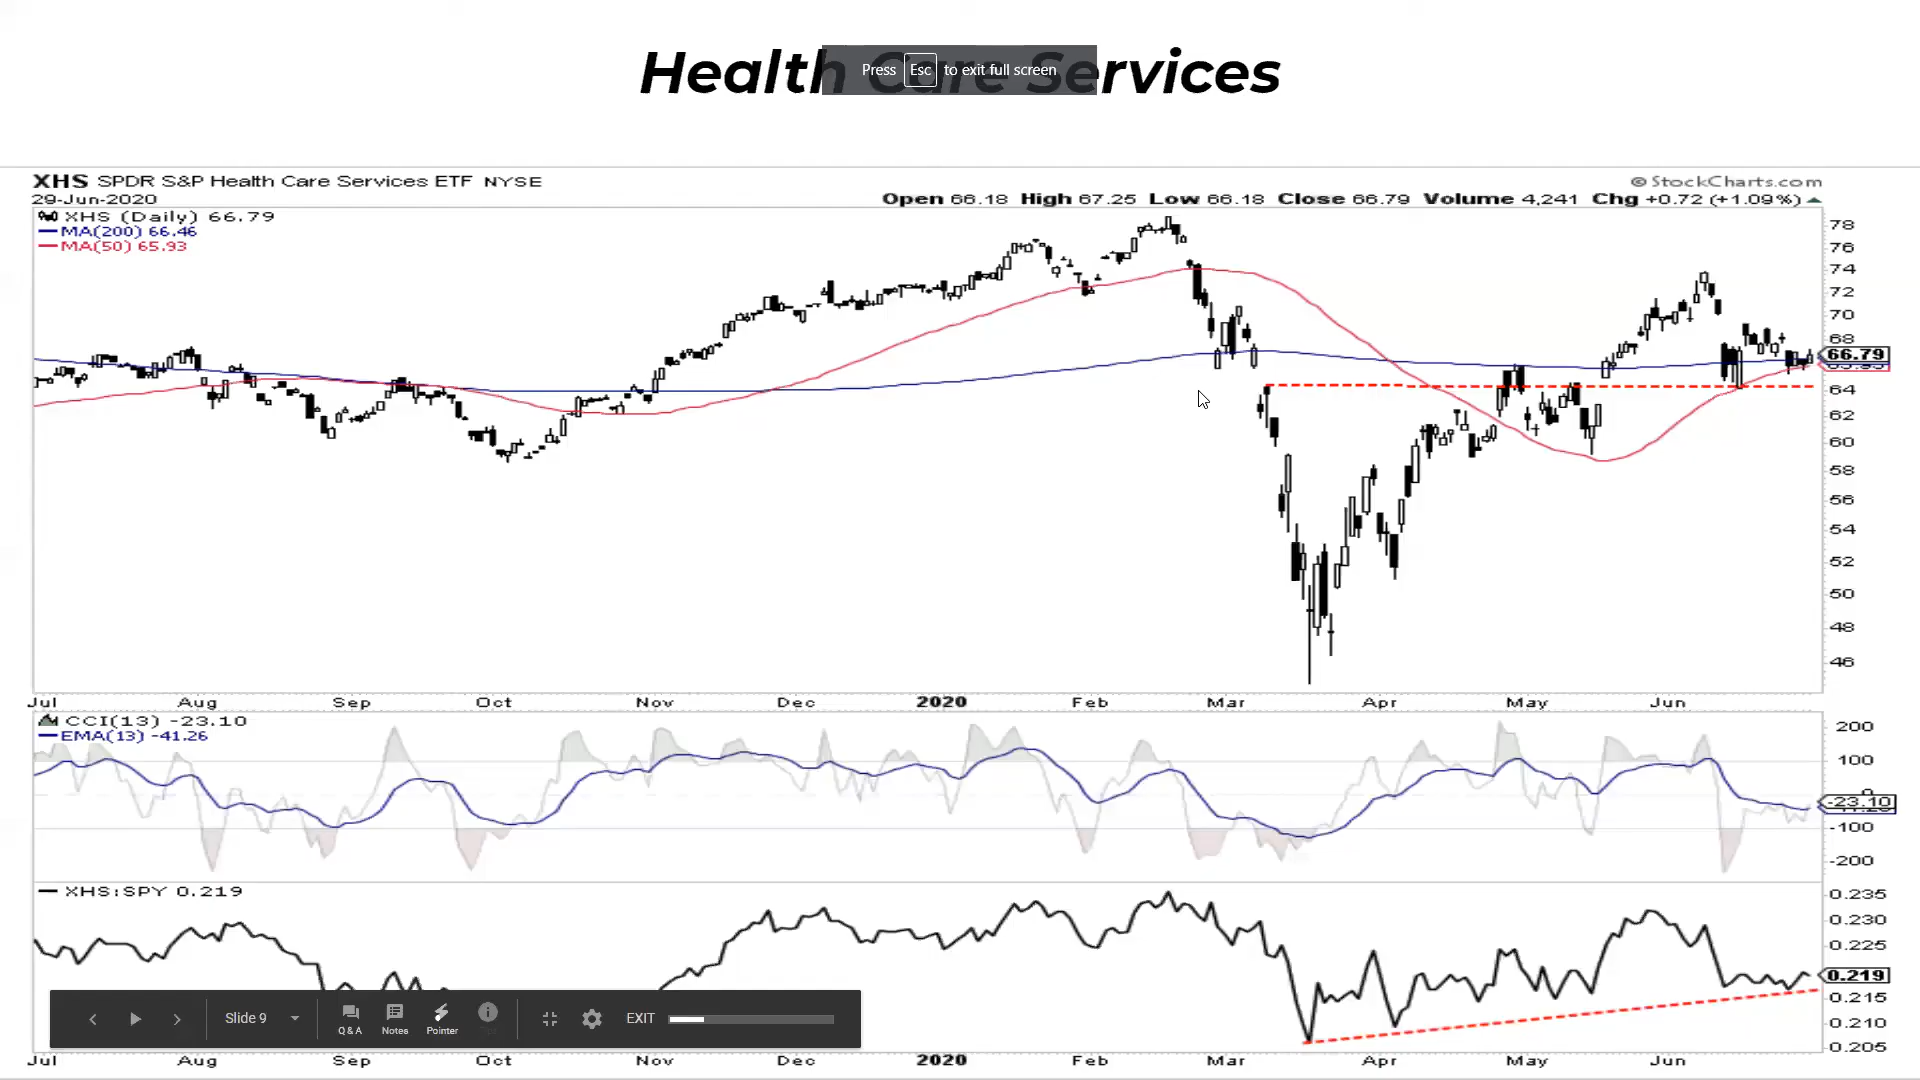 Health Care Services
Press Esc to exit full screen
XHS SPDR S&P Health Care Services ETF NYSE
© StockCharts.com
29-Jun-2020
Open 66.18 High 67.25 Low 66.18 Close 66.79 Volume 4,241 Chg +0.72 (+1.09%)
XHS (Daily) 66.79
MA(200) 66.46
MA(50) 65.93
78
76
74
72
70
68
66.79
64
62
60
58
56
54
52
50
48
46
Jul Aug Sep Oct Nov Dec 2020 Feb Mar Apr May Jun
CCI(13) -23.10
EMA(13) -41.26
200
100
0
-23.10
-100
-200
XHS:SPY 0.219
0.235
0.230
0.225
0.219
0.215
0.210
0.205
Slide 9
Q & A
Notes
Pointer
EXIT
Jul Aug Sep Oct Nov Dec 2020 Feb Mar Apr May Jun